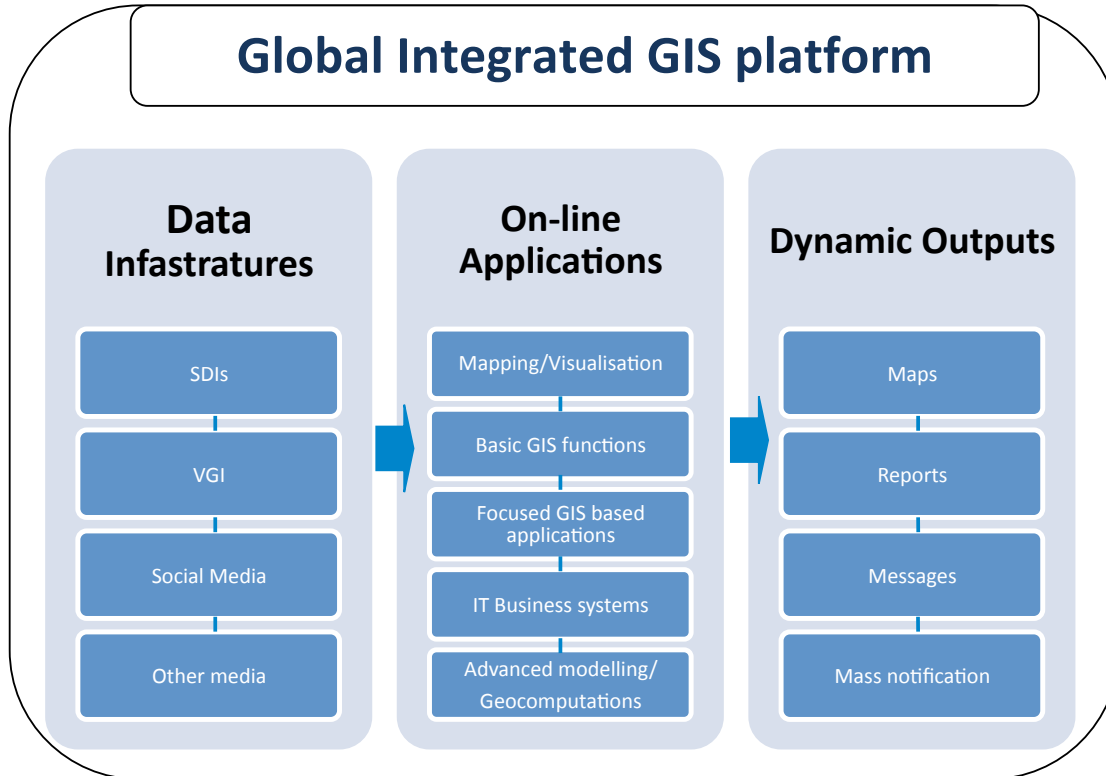 Global Integrated GIS platform
Data
Infastratures
SDIs
VGI
Social Media
Other media
On-line
Applications
Mapping/Visualisation
Basic GIS functions
Focused GIS based
applications
IT Business systems
Advanced modelling/
Geocomputations
Dynamic Outputs
Maps
Reports
Messages
Mass notification